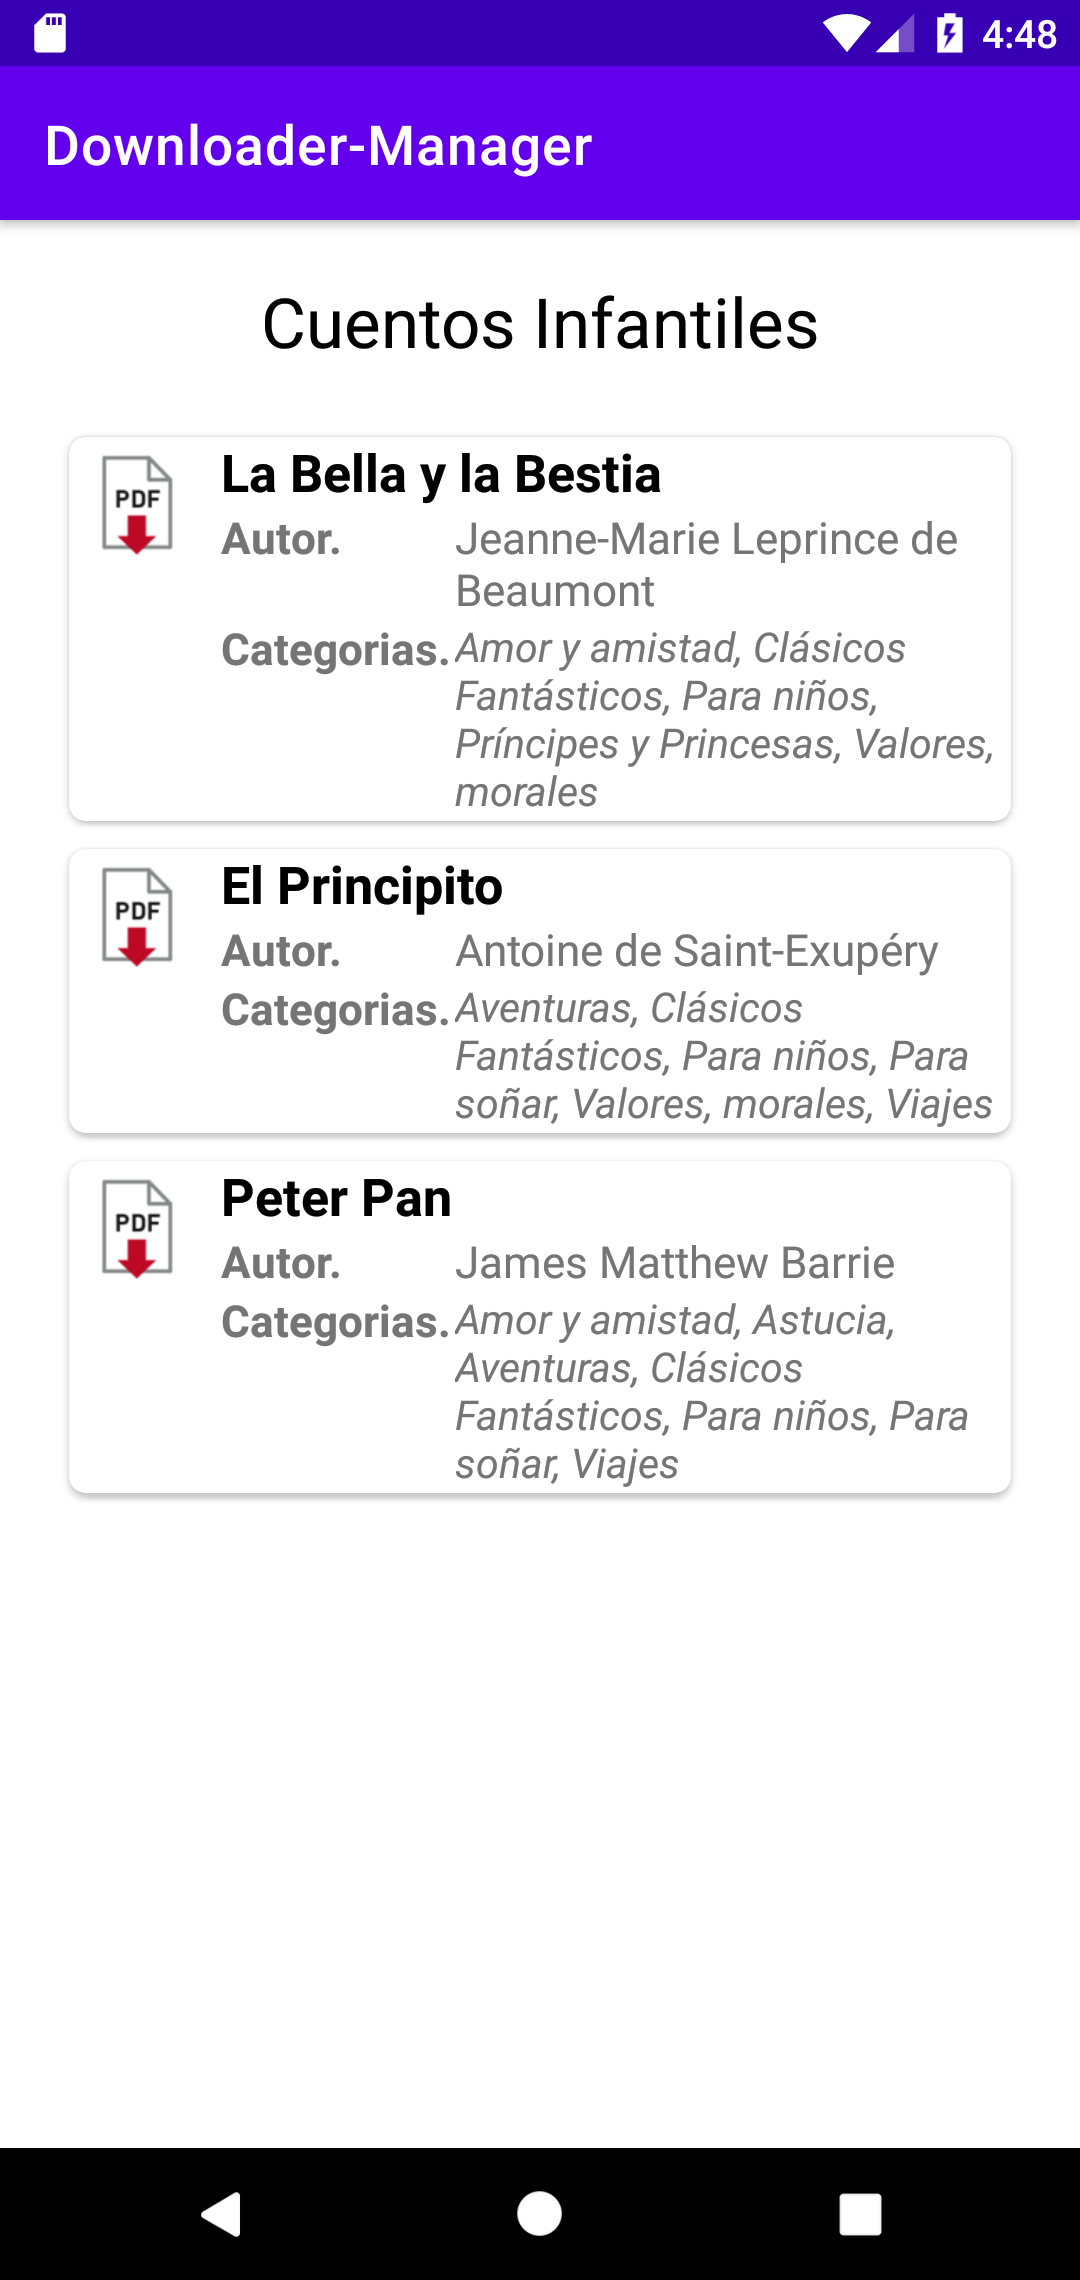 4:48
Downloader-Manager
Cuentos Infantiles
PDF
La Bella y la Bestia
Autor. Jeanne-Marie Leprince de
Beaumont
Categorias. Amor y amistad, Clásicos
Fantásticos, Para niños,
Príncipes y Princesas, Valores,
morales
PDF
El Principito
Autor. Antoine de Saint-Exupéry
Categorias. Aventuras, Clásicos
Fantásticos, Para niños, Para
soñar, Valores, morales, Viajes
PDF
Peter Pan
Autor. James Matthew Barrie
Categorias. Amor y amistad, Astucia,
Aventuras, Clásicos
Fantásticos, Para niños, Para
soñar, Viajes